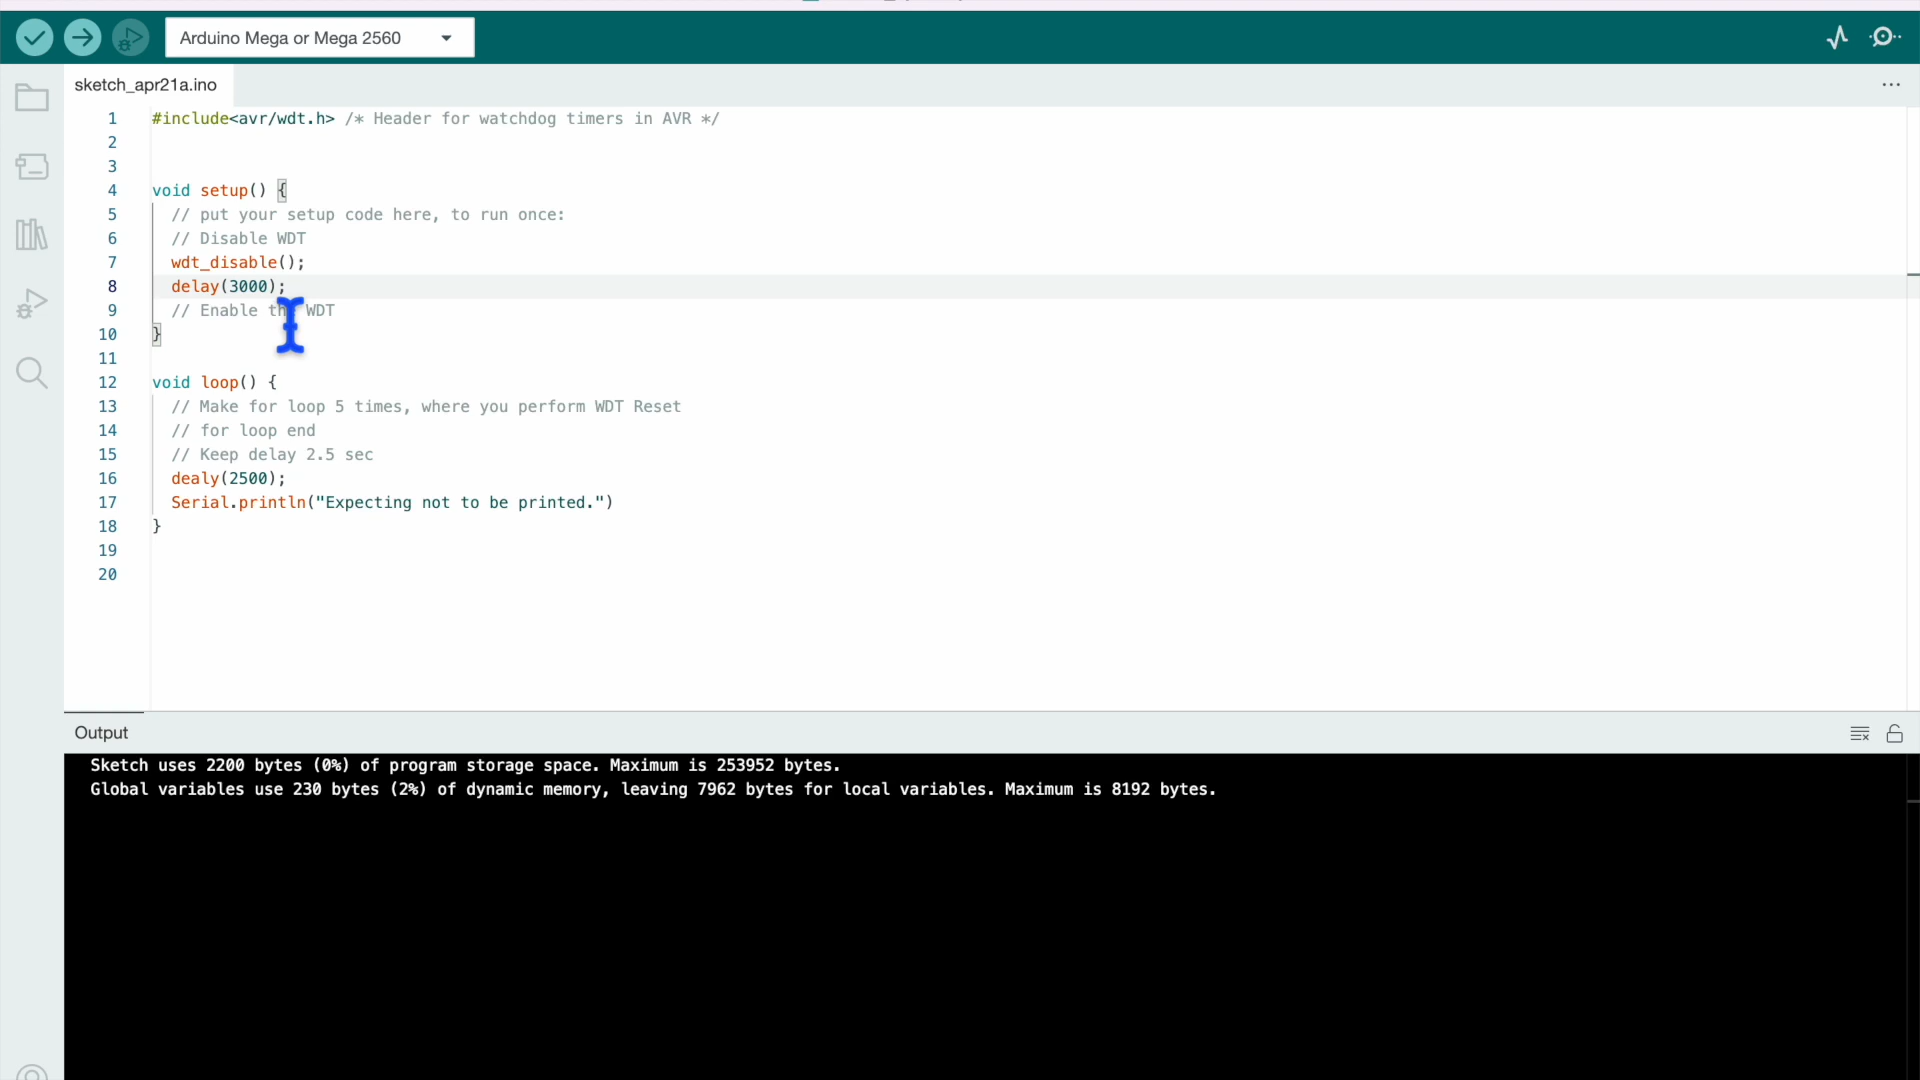 Arduino Mega or Mega 2560
sketch_apr21a.ino
1 #include<avr/wdt.h> /* Header for watchdog timers in AVR */
2
3
4 void setup() {
5 // put your setup code here, to run once:
6 // Disable WDT
7 wdt_disable();
8 delay(3000);
9 // Enable the WDT
10 }
11
12 void loop() {
13 // Make for loop 5 times, where you perform WDT Reset
14 // for loop end
15 // Keep delay 2.5 sec
16 dealy(2500);
17 Serial.println("Expecting not to be printed.")
18 }
19
20
Output
Sketch uses 2200 bytes (0%) of program storage space. Maximum is 253952 bytes.
Global variables use 230 bytes (2%) of dynamic memory, leaving 7962 bytes for local variables. Maximum is 8192 bytes.